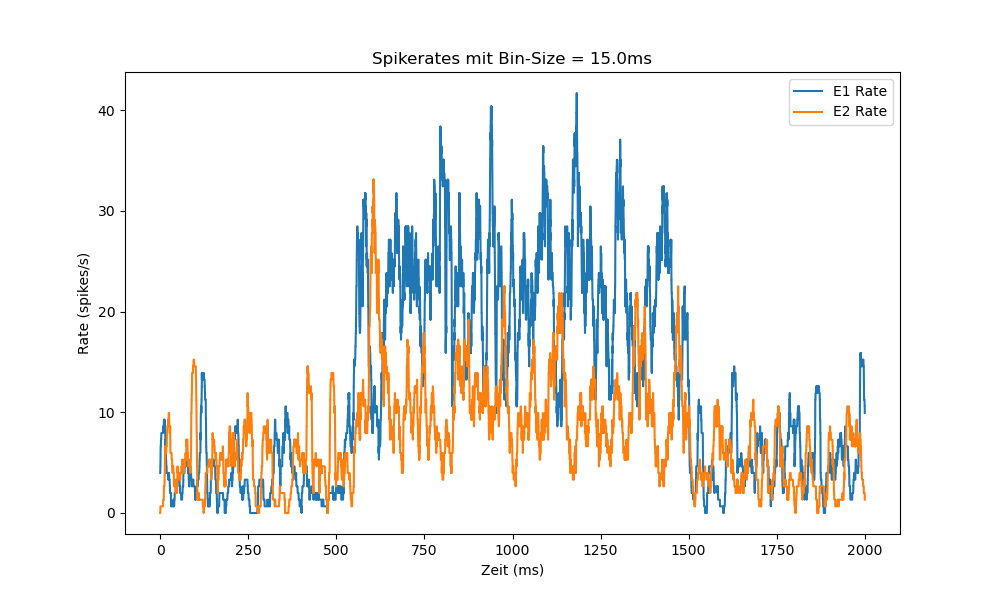 Spikerates mit Bin-Size = 15.0ms
E1 Rate
E2 Rate
40
30
20
10
0
Rate (spikes/s)
0 250 500 750 1000 1250 1500 1750 2000
Zeit (ms)